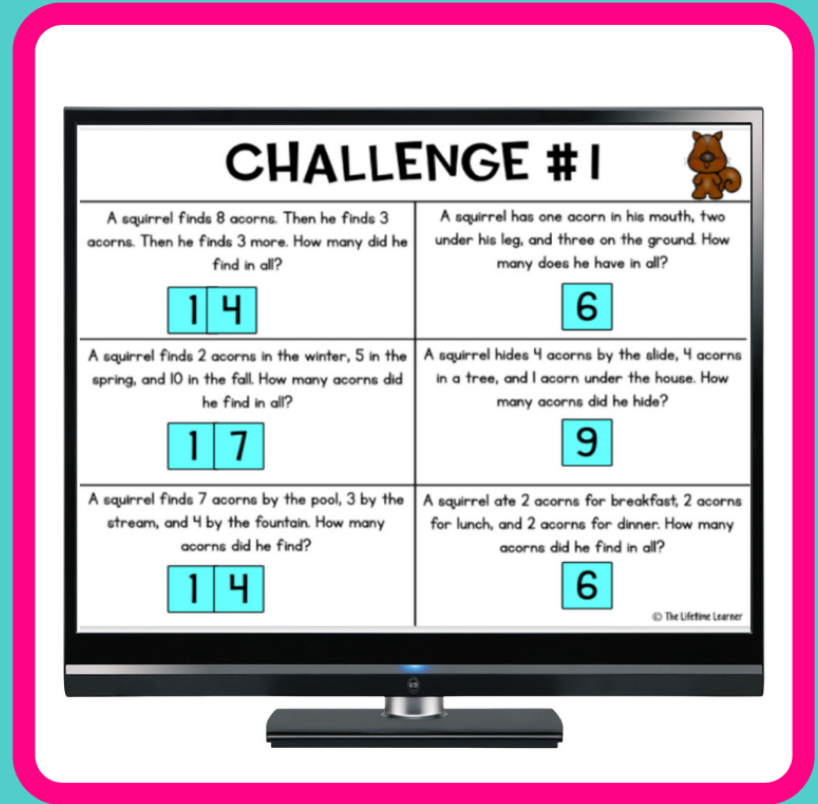 CHALLENGE #1
A squirrel finds 8 acorns. Then he finds 3
acorns. Then he finds 3 more. How many did he
find in all?
14
A squirrel has one acorn in his mouth, two
under his leg, and three on the ground. How
many does he have in all?
6
A squirrel finds 2 acorns in the winter, 5 in the
spring, and 10 in the fall. How many acorns did
he find in all?
17
A squirrel hides 4 acorns by the slide, 4 acorns
in a tree, and 1 acorn under the house. How
many acorns did he hide?
9
A squirrel finds 7 acorns by the pool, 3 by the
stream, and 4 by the fountain. How many
acorns did he find?
14
A squirrel ate 2 acorns for breakfast, 2 acorns
for lunch, and 2 acorns for dinner. How many
acorns did he find in all?
6
© The Lifetime Learner